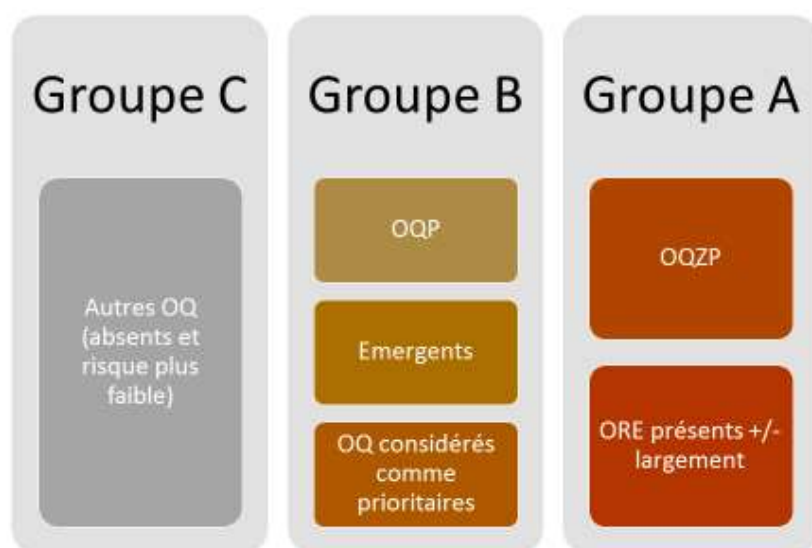 Groupe C
Autres OQ
(absents et
risque plus
faible)
Groupe B
OQP
Emergents
OQ considérés
comme
prioritaires
Groupe A
OQZP
ORE présents +/-
largement